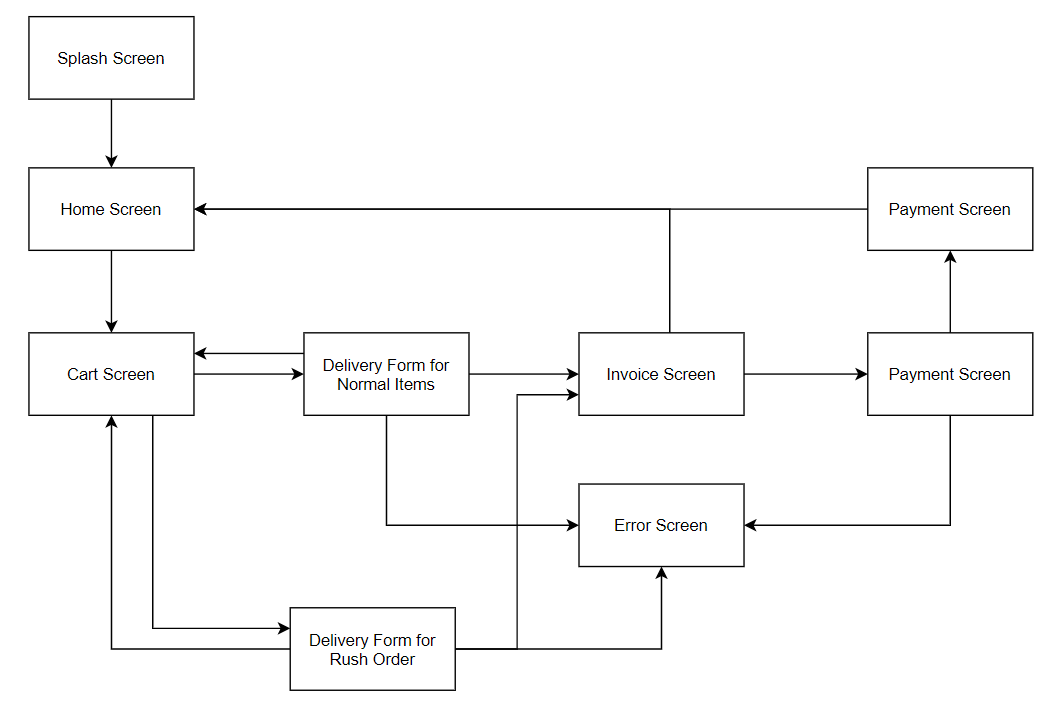 Splash Screen
Home Screen
Payment Screen
Cart Screen
Delivery Form for
Normal Items
Invoice Screen
Payment Screen
Error Screen
Delivery Form for
Rush Order